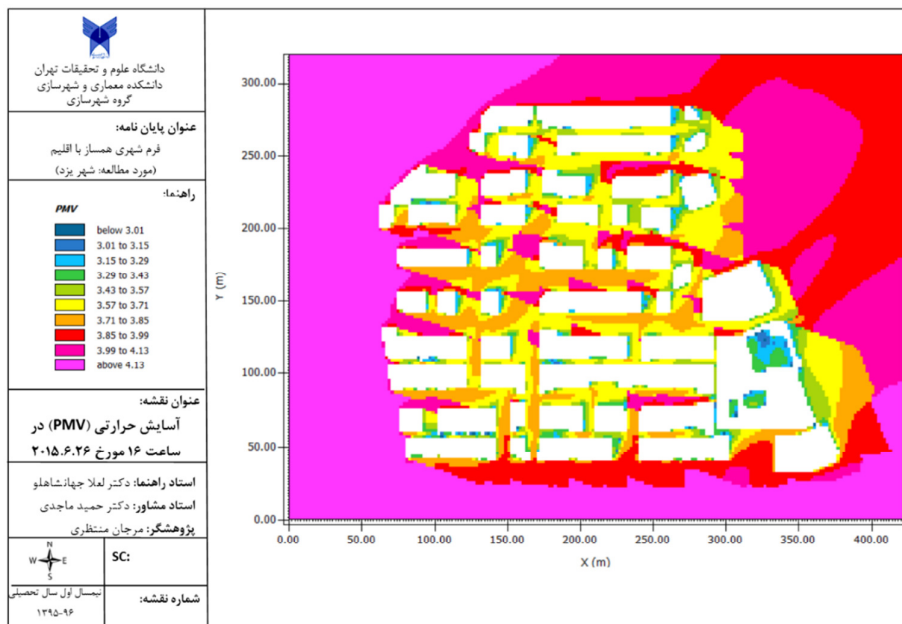 دانشگاه علوم و تحقیقات تهران
دانشکده معماری و شهرسازی
گروه شهرسازی
عنوان پایان نامه:
فرم شهری همساز با اقلیم
(مورد مطالعه: شهر یزد)
راهنما:
PMV
below 3.01
3.01 to 3.15
3.15 to 3.29
3.29 to 3.43
3.43 to 3.57
3.57 to 3.71
3.71 to 3.85
3.85 to 3.99
3.99 to 4.13
above 4.13
عنوان نقشه:
آسایش حرارتی (PMV) در
ساعت ۱۶ مورخ ۲۰۱۵.۶.۲۶
استاد راهنما: دکتر لعلا جهانشاهلو
استاد مشاور: دکتر حمید ماجدی
پژوهشگر: مرجان منتظری
N
W E
S
SC:
نیمسال اول سال تحصیلی
۱۳۹۵-۹۶
شماره نقشه:
300.00
250.00
200.00
150.00
100.00
50.00
0.00
Y (m)
0.00 50.00 100.00 150.00 200.00 250.00 300.00 350.00 400.00
X (m)